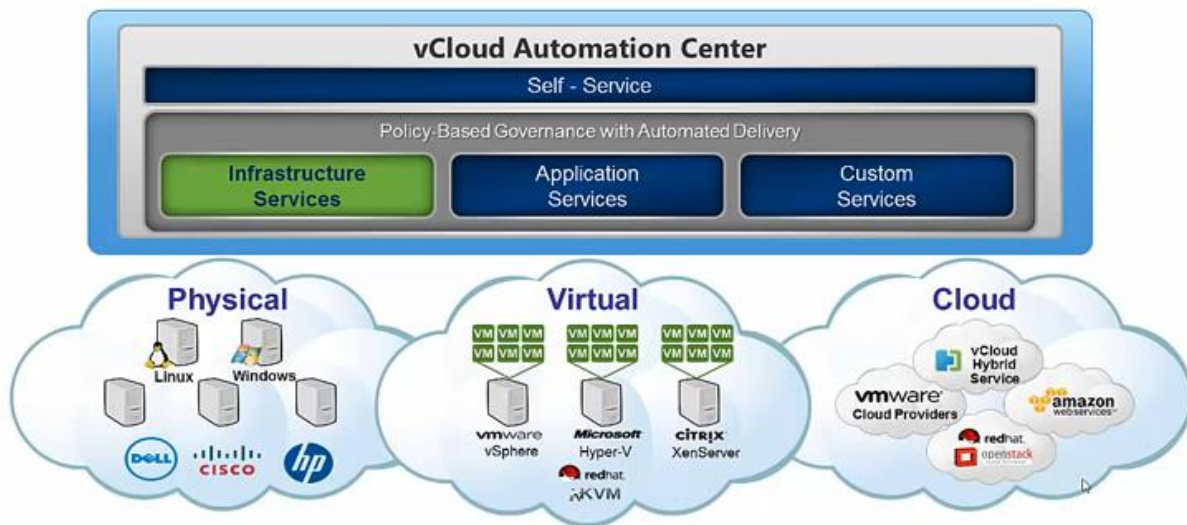 vCloud Automation Center
Self - Service
Policy-Based Governance with Automated Delivery
Infrastructure
Services
Application
Services
Custom
Services
Physical
Linux
Windows
DELL
CISCO
hp
Virtual
VM VM VM
VM VM VM
VM VM VM
VM VM VM
VM VM VM
VM VM VM
vmware
vSphere
Microsoft
Hyper-V
CİTRIX
XenServer
redhat.
KVM
Cloud
vCloud
Hybrid
Service
vmware
Cloud Providers
amazon
webservices
redhat.
openstack